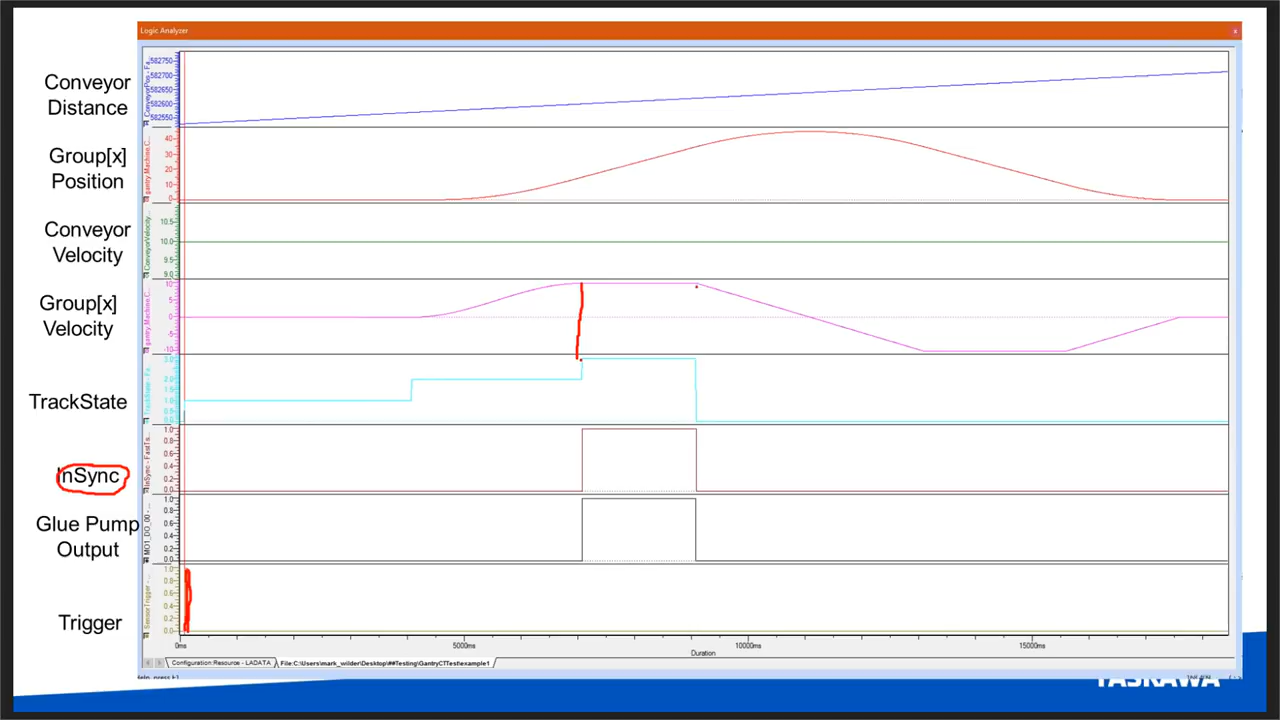 Logic Analyzer
x
Conveyor
Distance
582750
582700
582650
582600
582550
Group[x]
Position
40
30
20
10
0
Conveyor
Velocity
10.5
10.0
9.5
9.0
Group[x]
Velocity
10
5
0
-5
-10
TrackState
3.0
2.0
1.5
1.0
0.5
0.0
InSync
1.0
0.8
0.6
0.4
0.2
0.0
Glue Pump
Output
1.0
0.8
0.6
0.4
0.2
0.0
Trigger
1.0
0.8
0.6
0.4
0.2
0.0
0ms
5000ms
10000ms
15000ms
Duration
Configuration:Resource - LADATA
File:C:\Users\mark_wilder\Desktop\##Testing\GantryCTTest\example1
YASKAWA